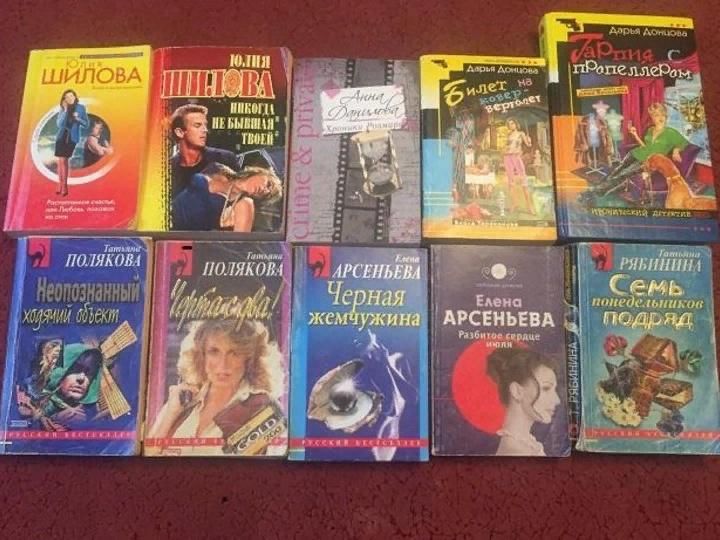 Юлия
ШИЛОВА
Растоптанное счастье,
или Любовь, похожая
на стон
ЮЛИЯ
ШИЛОВА
НИКОГДА
НЕ БЫВШАЯ
ТВОЕЙ
crime & private
Анна
Данилова
Хроники Розмари
Дарья Донцова
Билет на
ковер-
вертолет
Дарья Донцова
Гарпия с
пропеллером
иронический детектив
Татьяна
ПОЛЯКОВА
Неопознанный
ходячий объект
РУССКИЙ БЕСТСЕЛЛЕР
Татьяна
ПОЛЯКОВА
Черта с два!
GOLD
РУССКИЙ
Елена
АРСЕНЬЕВА
Черная
жемчужина
РУССКИЙ БЕСТСЕЛЛЕР
Елена
АРСЕНЬЕВА
Разбитое сердце
июля
Т. РЯБИНИНА
Татьяна
РЯБИНИНА
Семь
понедельников
подряд
РУССКИЙ БЕСТСЕЛЛЕР